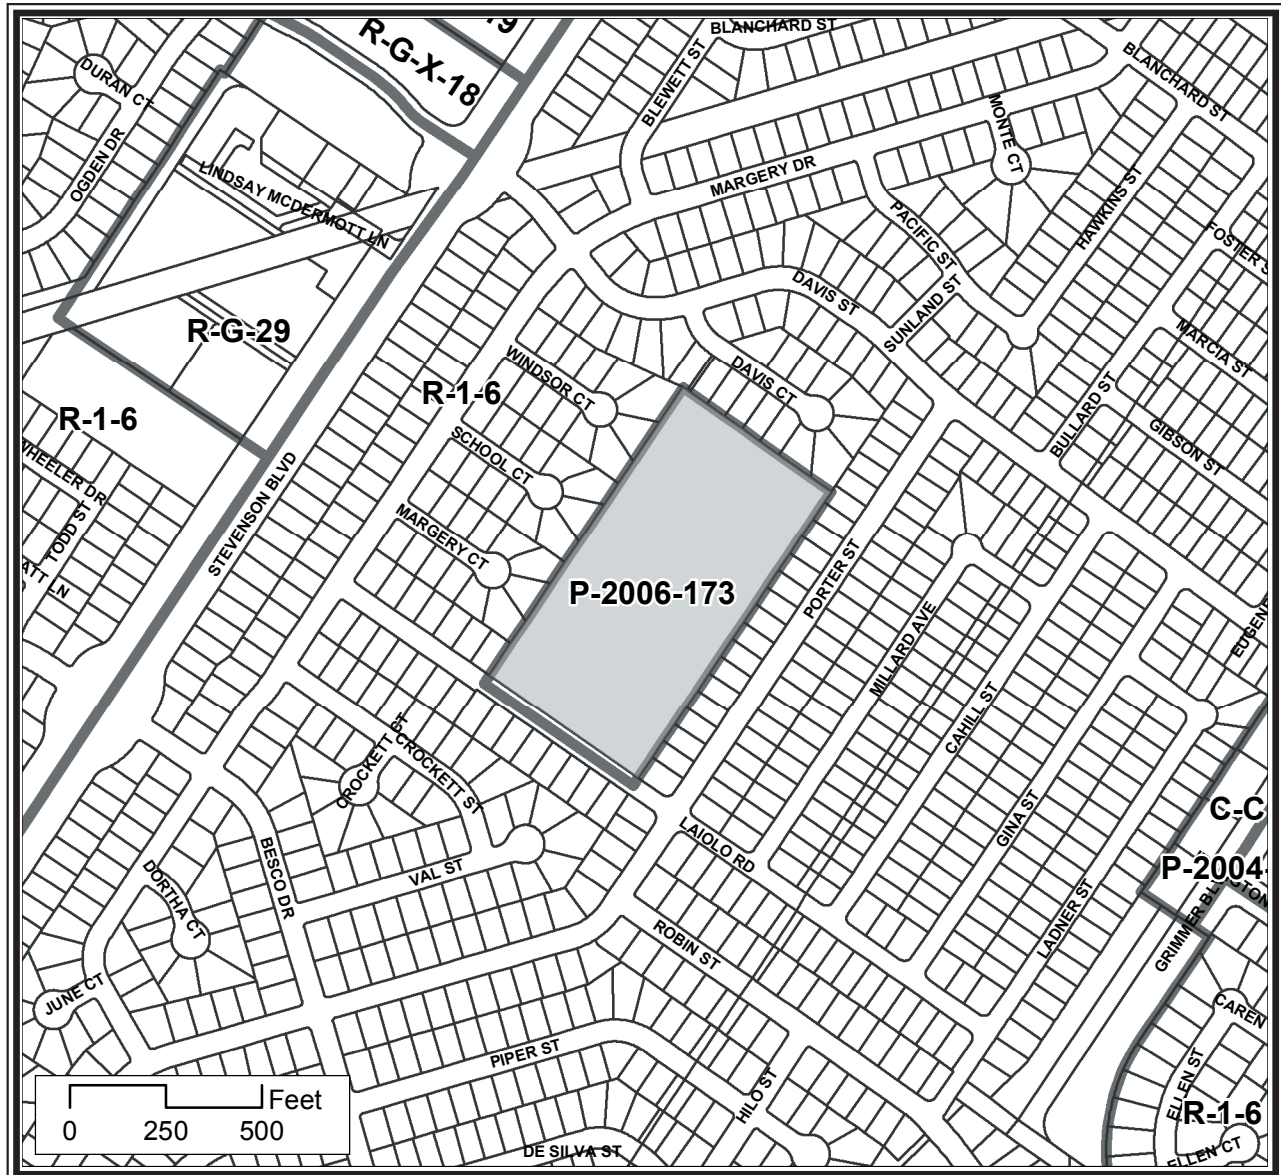 BLANCHARD ST
R-G-X-18
BLEWETT ST
BLANCHARD ST
DURAN CT
OGDEN DR
MONTE CT
LINDSAY MCDERMOTT LN
MARGERY DR
HAWKINS ST
PACIFIC ST
FOSTER S
DAVIS ST
SUNLAND ST
R-G-29
MARCIA ST
WINDSOR CT
DAVIS CT
R-1-6
R-1-6
BULLARD ST
GIBSON ST
SCHOOL CT
WHEELER DR
TODD ST
STEVENSON BLVD
MARGERY CT
ATT LN
P-2006-173
PORTER ST
MILLARD AVE
EUGENE
CAHILL ST
CROCKETT CT
CROCKETT ST
GINA ST
C-C
P-2004-
LAIOLO RD
BESCO DR
VAL ST
DORTHA CT
GRIMMER BL
LADNER ST
ROBIN ST
JUNE CT
CAREN
PIPER ST
HILO ST
ELLEN ST
R-1-6
ELLEN CT
DE SILVA ST
Feet
0 250 500